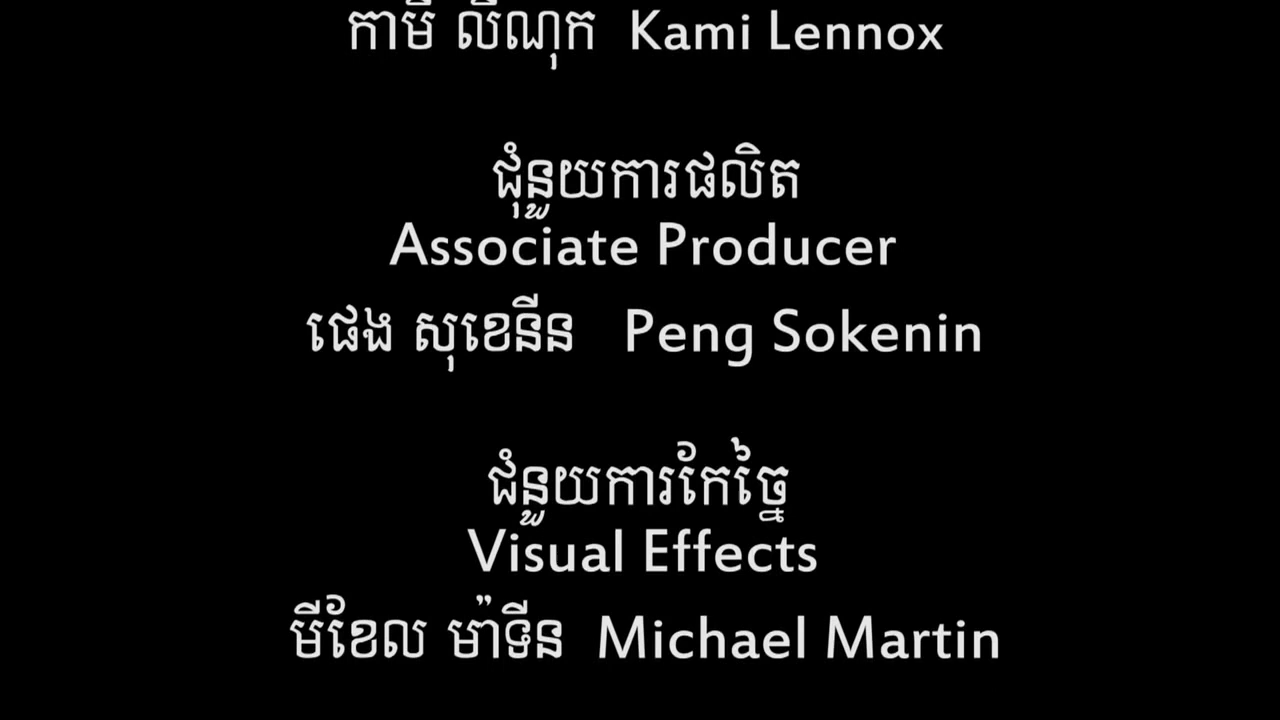 កាមី លីណុក Kami Lennox
ជុំនួយការផលិត
Associate Producer
ផេង សុខេនីន Peng Sokenin
ជំនួយការកែច្នៃ
Visual Effects
មីខែល ម៉ាទីន Michael Martin